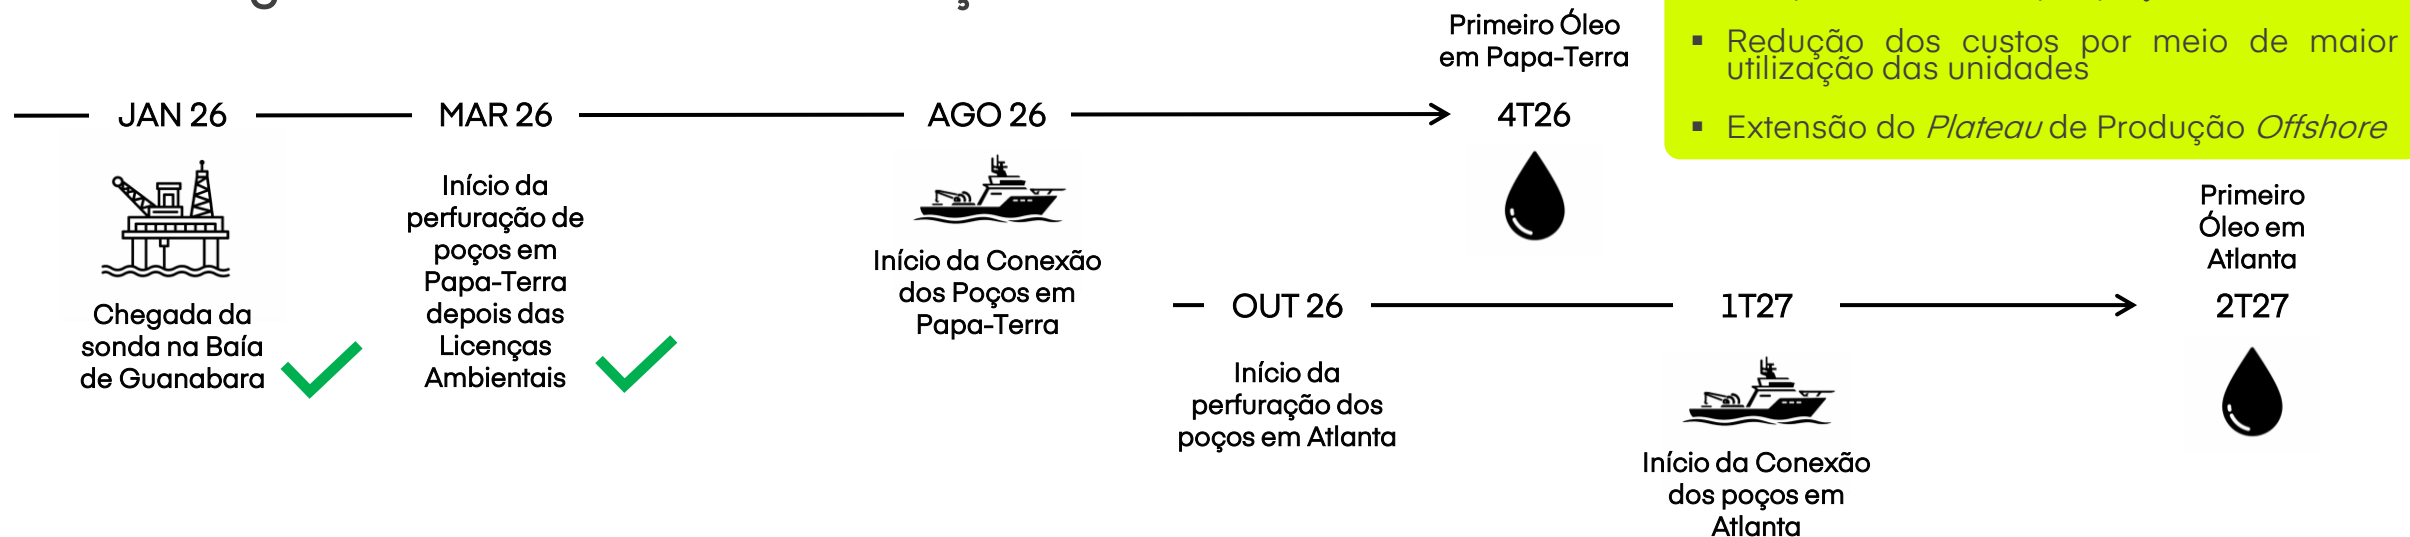 Primeiro Óleo
em Papa-Terra
Redução dos custos por meio de maior
utilização das unidades
Extensão do Plateau de Produção Offshore
JAN 26
MAR 26
AGO 26
4T26
Chegada da
sonda na Baía
de Guanabara
Início da
perfuração de
poços em
Papa-Terra
depois das
Licenças
Ambientais
Início da Conexão
dos Poços em
Papa-Terra
Primeiro
Óleo em
Atlanta
OUT 26
1T27
2T27
Início da
perfuração dos
poços em Atlanta
Início da Conexão
dos poços em
Atlanta